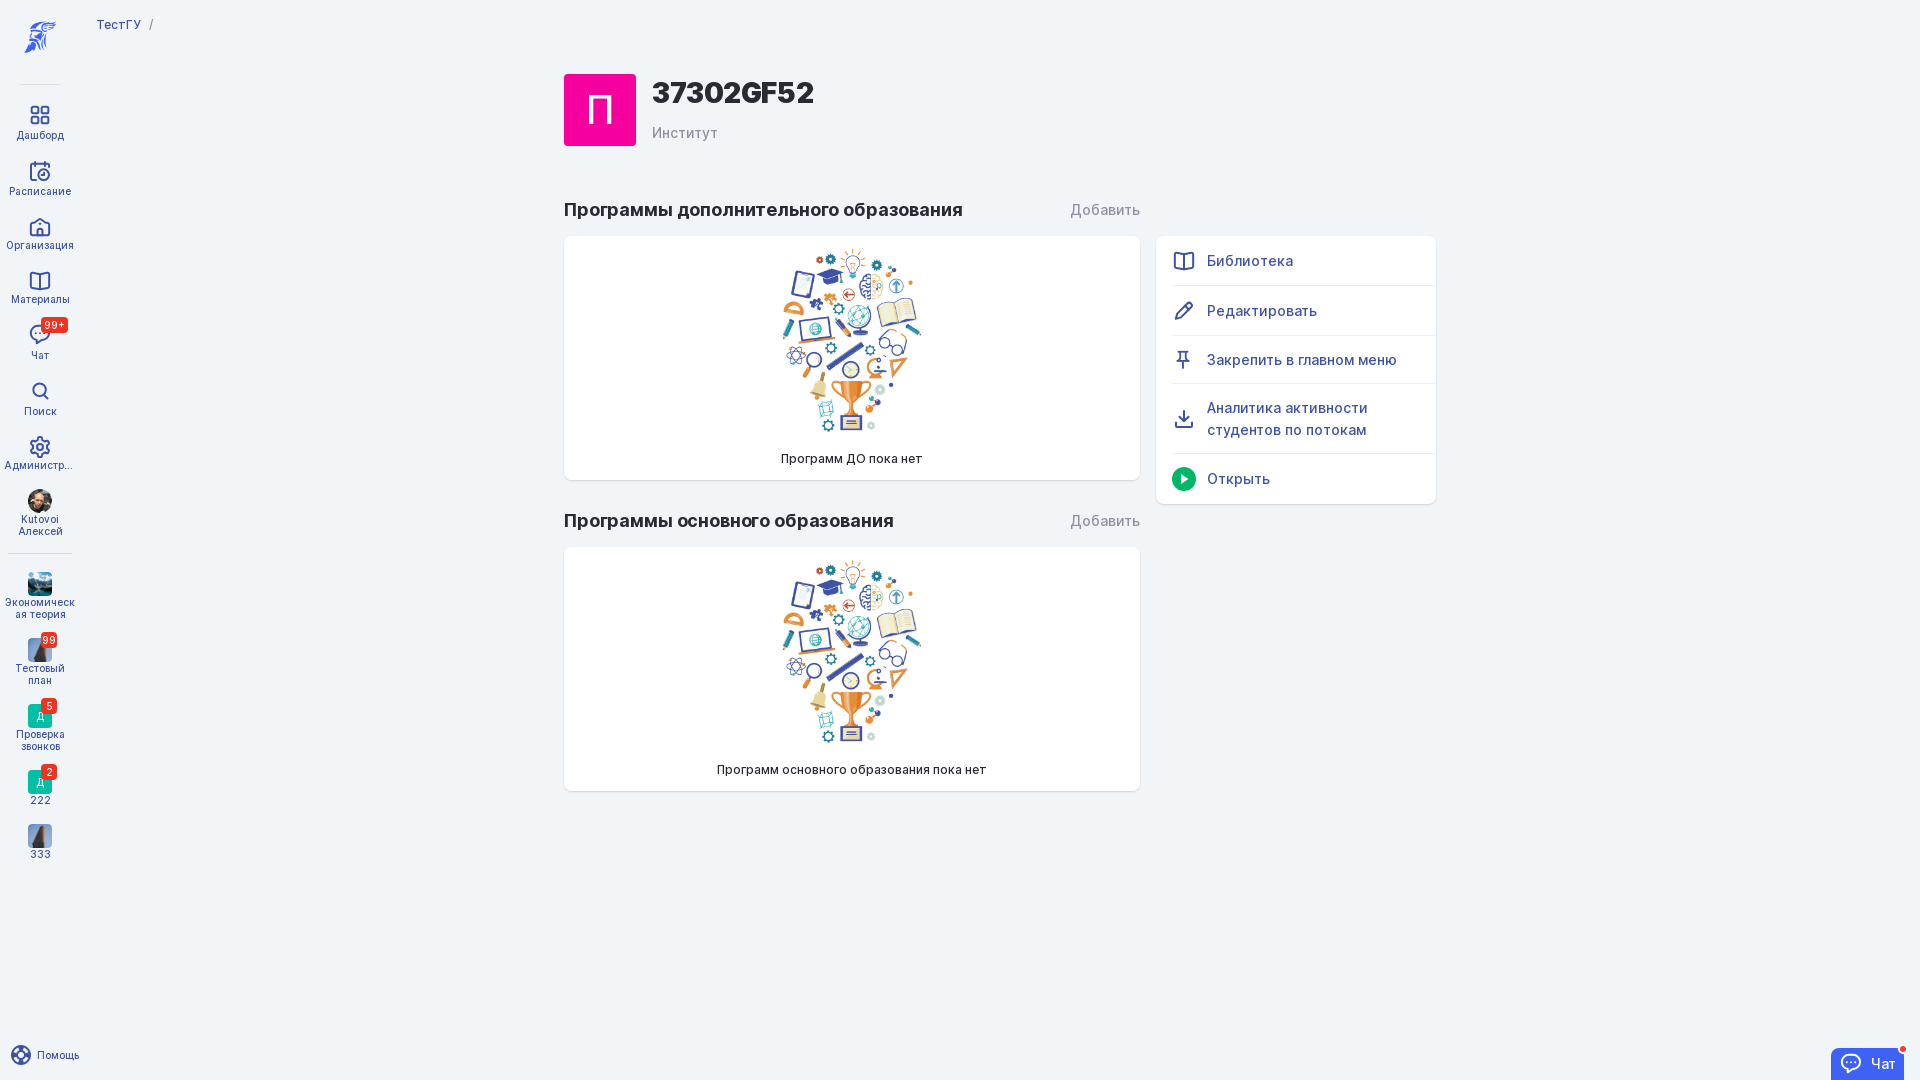 ТестГУ /
П
37302GF52
Институт
Дашборд
Расписание
Организация
Материалы
99+
Чат
Поиск
Администр...
Kutovoi
Алексей
Экономическ
ая теория
99
Тестовый
план
Д
5
Проверка
звонков
Д
2
222
333
Помощь
Программы дополнительного образования
Добавить
Программ ДО пока нет
Программы основного образования
Добавить
Программ основного образования пока нет
Библиотека
Редактировать
Закрепить в главном меню
Аналитика активности
студентов по потокам
Открыть
Чат